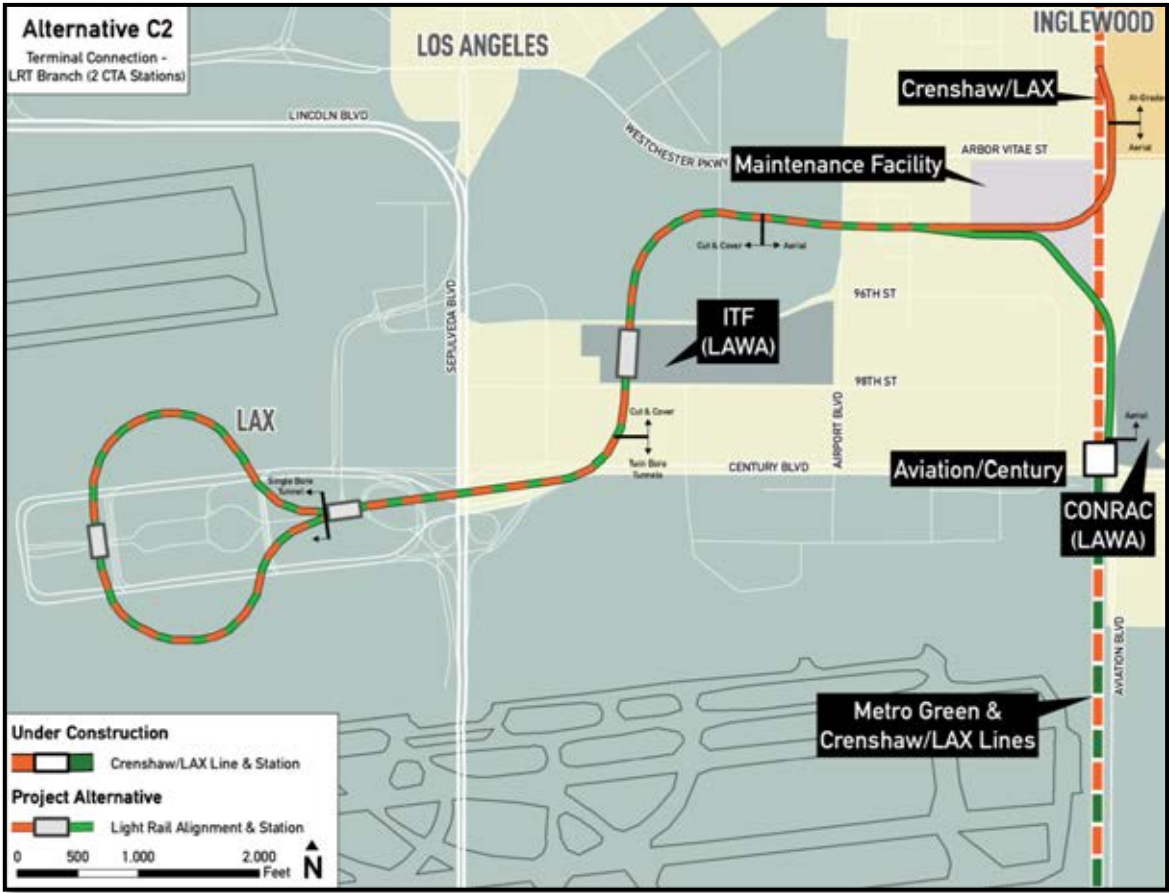 Alternative C2
Terminal Connection -
LRT Branch (2 CTA Stations)
LOS ANGELES
INGLEWOOD
Crenshaw/LAX
At-Grade
Aerial
LINCOLN BLVD
WESTCHESTER PKWY
ARBOR VITAE ST
Maintenance Facility
Cut & Cover
Aerial
SEPULVEDA BLVD
96TH ST
ITF
(LAWA)
98TH ST
AIRPORT BLVD
LAX
Cut & Cover
Twin Bore
Tunnels
CENTURY BLVD
Aerial
Aviation/Century
Single Bore
Tunnel
CONRAC
(LAWA)
AVIATION BLVD
Metro Green &
Crenshaw/LAX Lines
Under Construction
Crenshaw/LAX Line & Station
Project Alternative
Light Rail Alignment & Station
0 500 1.000 2.000
Feet
N